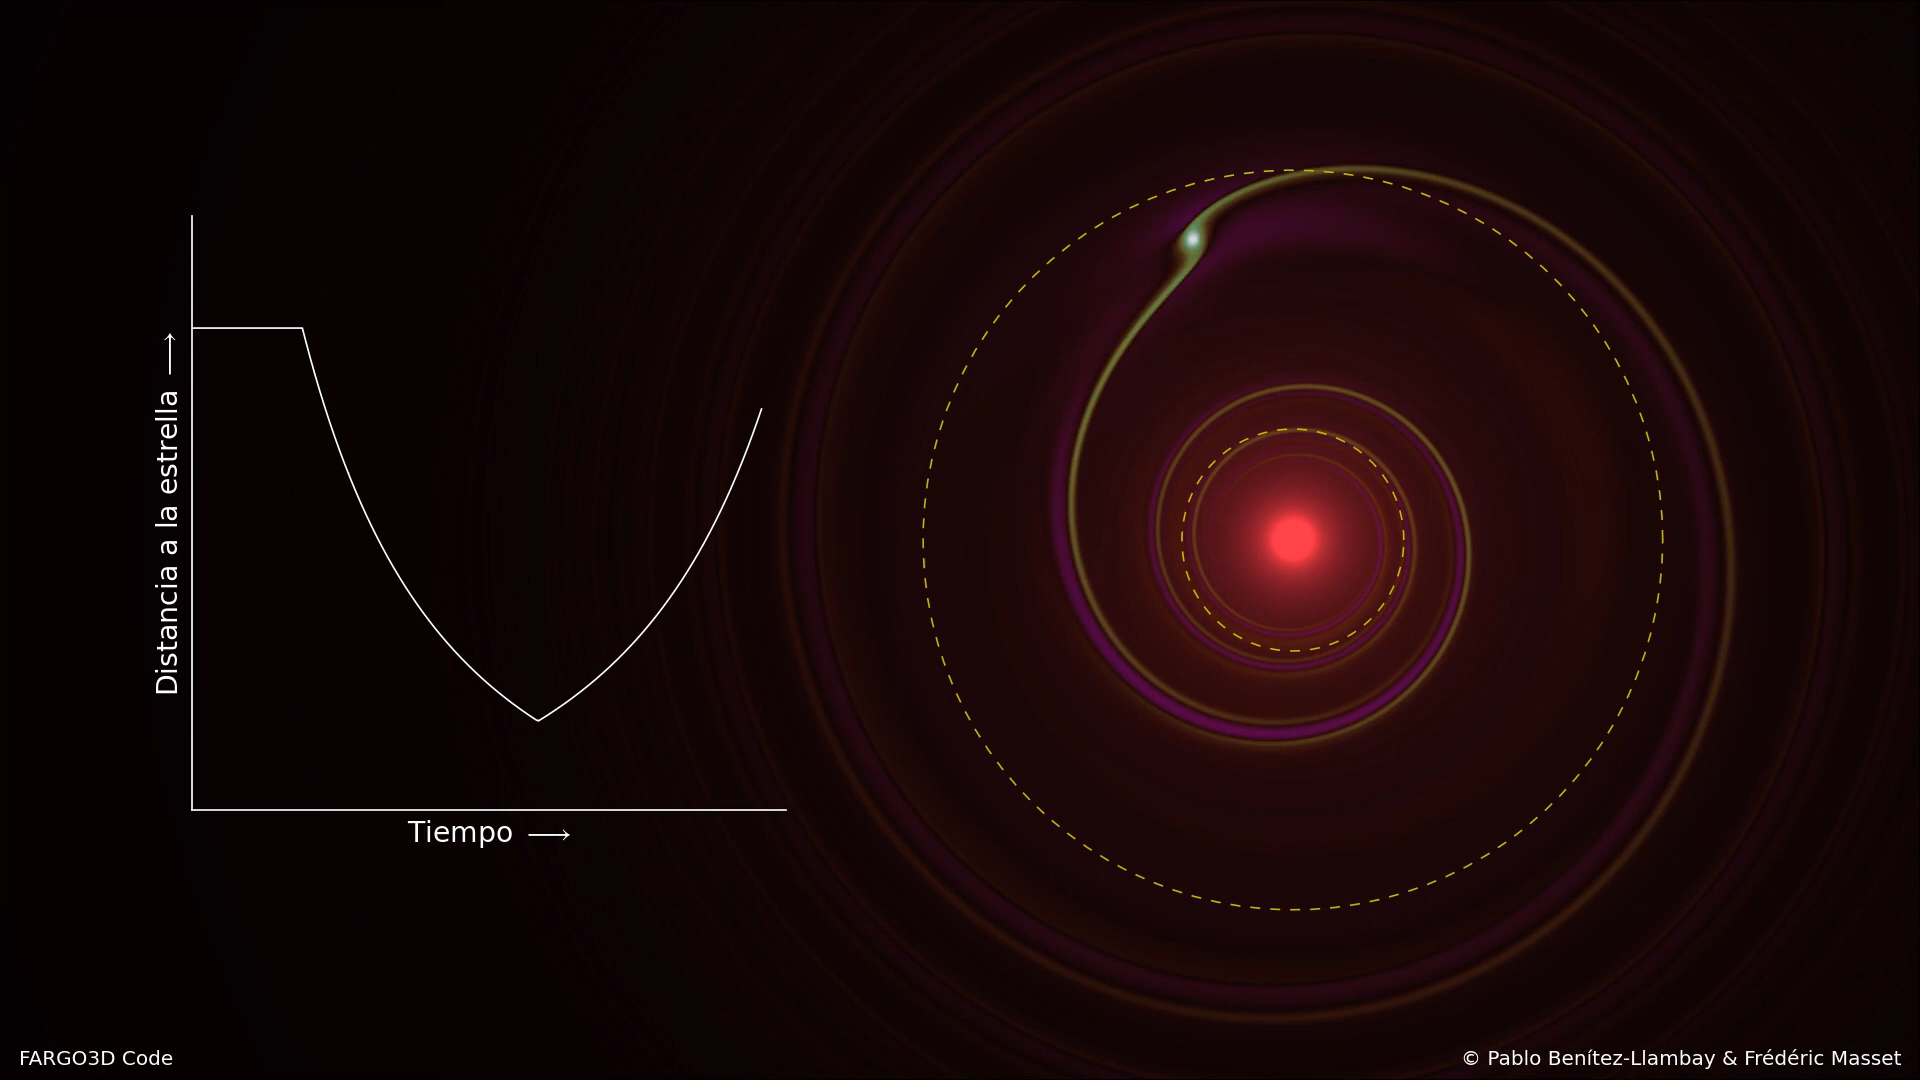 Distancia a la estrella ⟶
Tiempo ⟶
FARGO3D Code
© Pablo Benítez-Llambay & Frédéric Masset